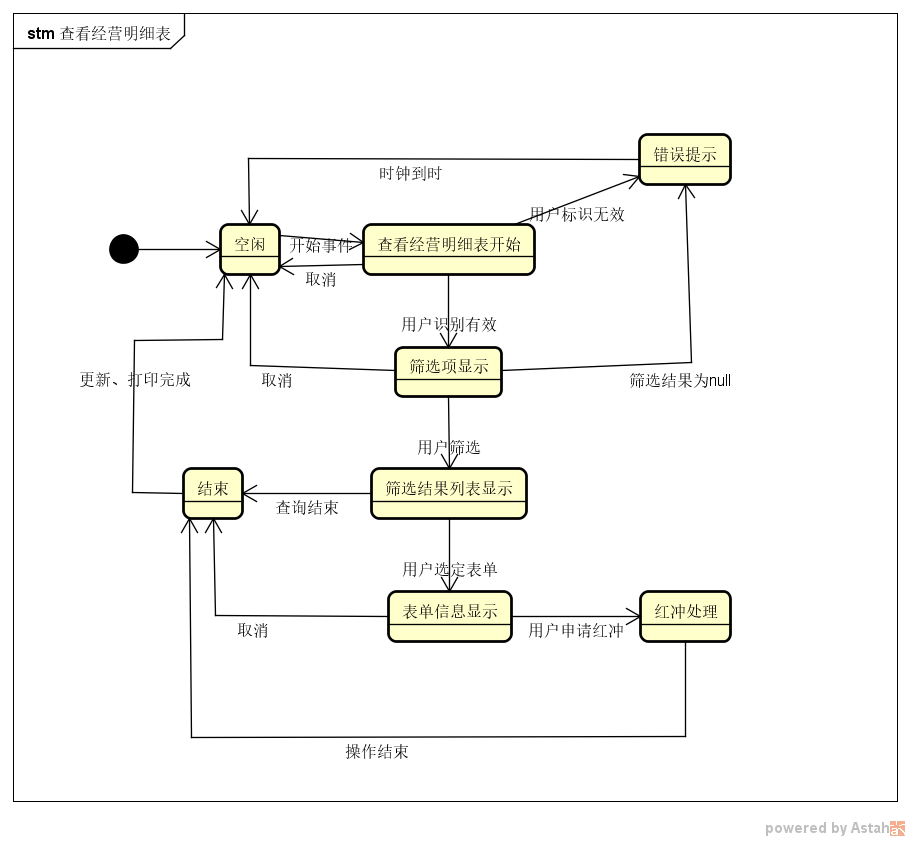 stm 查看经营明细表
错误提示
时钟到时
用户标识无效
空闲
开始事件
查看经营明细表开始
取消
用户识别有效
筛选项显示
更新、打印完成
取消
筛选结果为null
用户筛选
结束
筛选结果列表显示
查询结束
用户选定表单
表单信息显示
红冲处理
取消
用户申请红冲
操作结束
powered by Astah